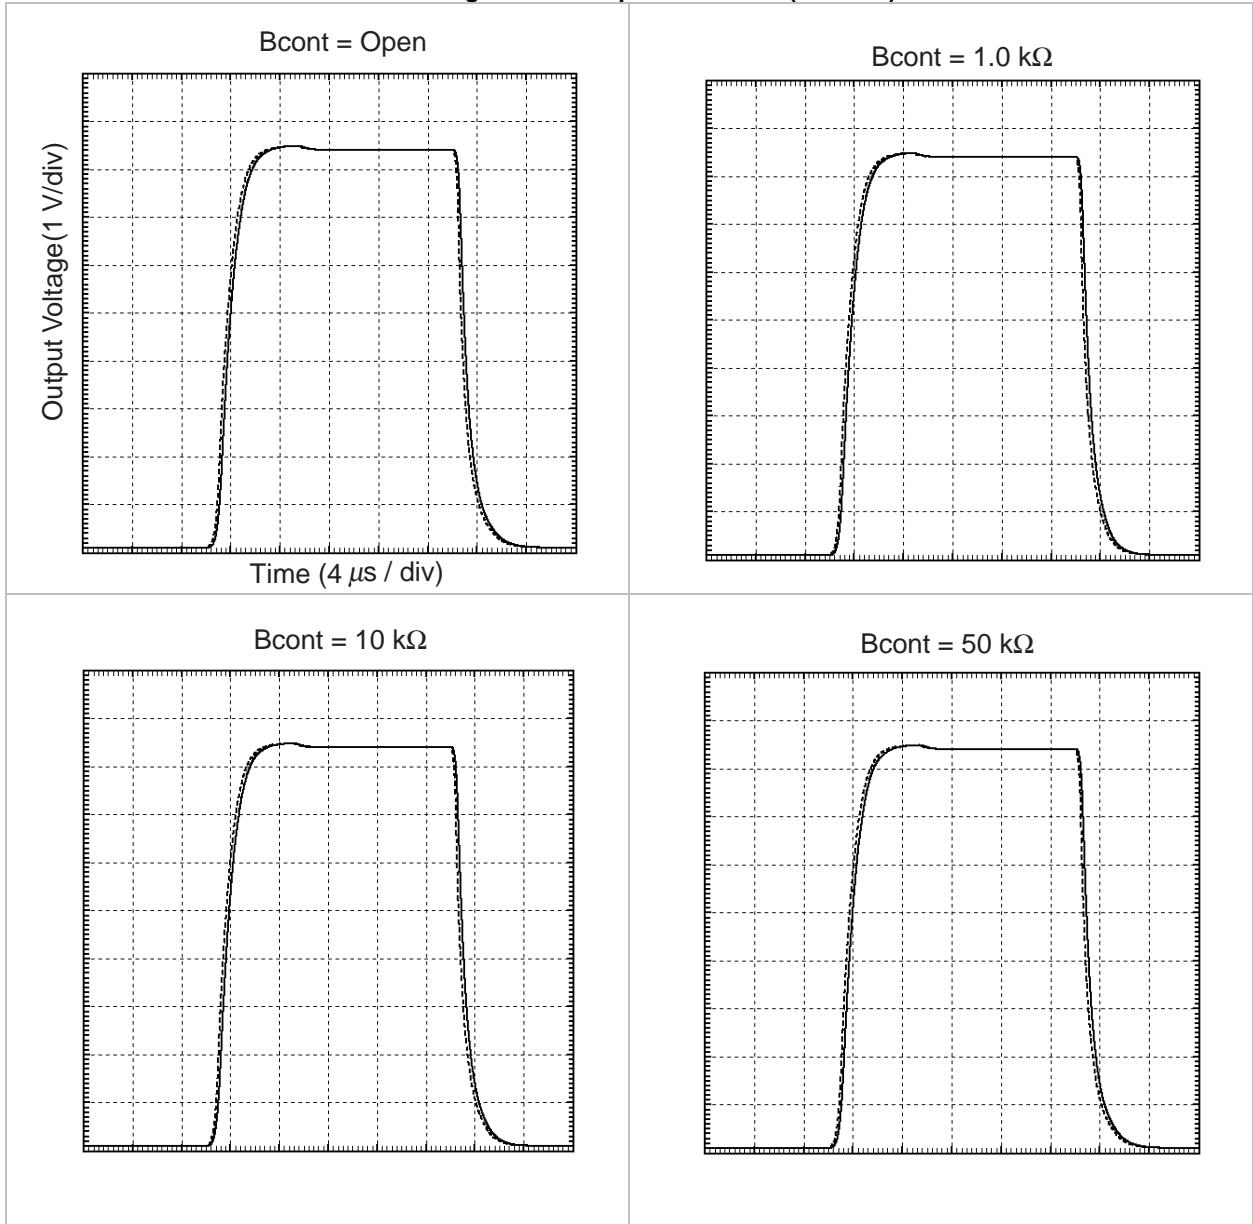 Bcont = Open
Output Voltage(1 V/div)
Time (4 μs / div)
Bcont = 1.0 kΩ
Bcont = 10 kΩ
Bcont = 50 kΩ